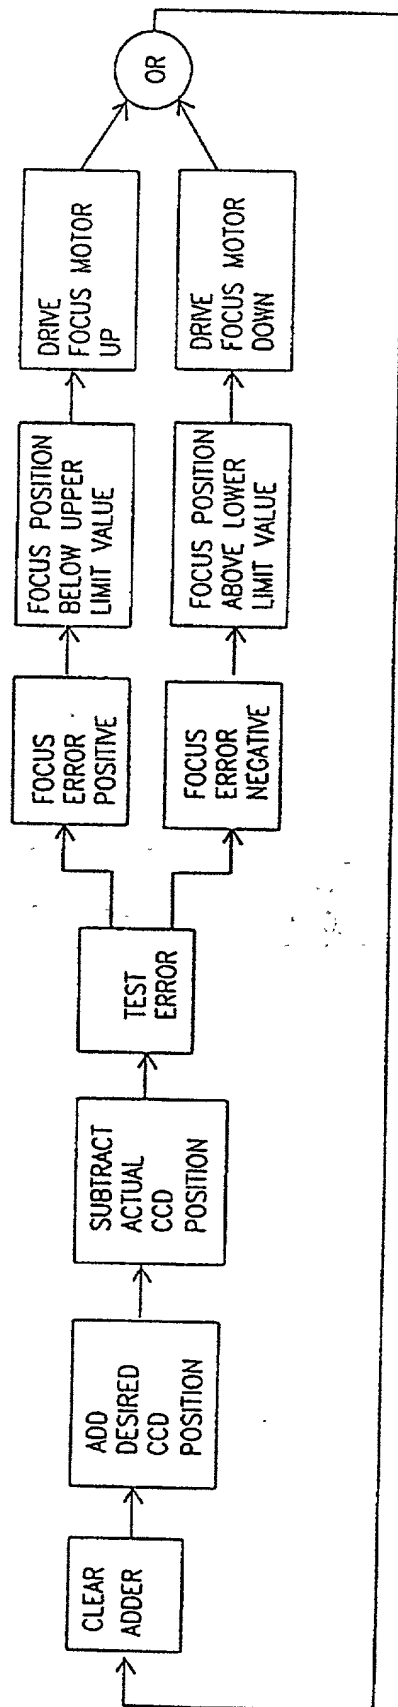 CLEAR
ADDER
ADD
DESIRED
CCD
POSITION
SUBTRACT
ACTUAL
CCD
POSITION
TEST
ERROR
FOCUS
ERROR
POSITIVE
FOCUS POSITION
BELOW UPPER
LIMIT VALUE
DRIVE
FOCUS MOTOR
UP
FOCUS
ERROR
NEGATIVE
FOCUS POSITION
ABOVE LOWER
LIMIT VALUE
DRIVE
FOCUS MOTOR
DOWN
OR